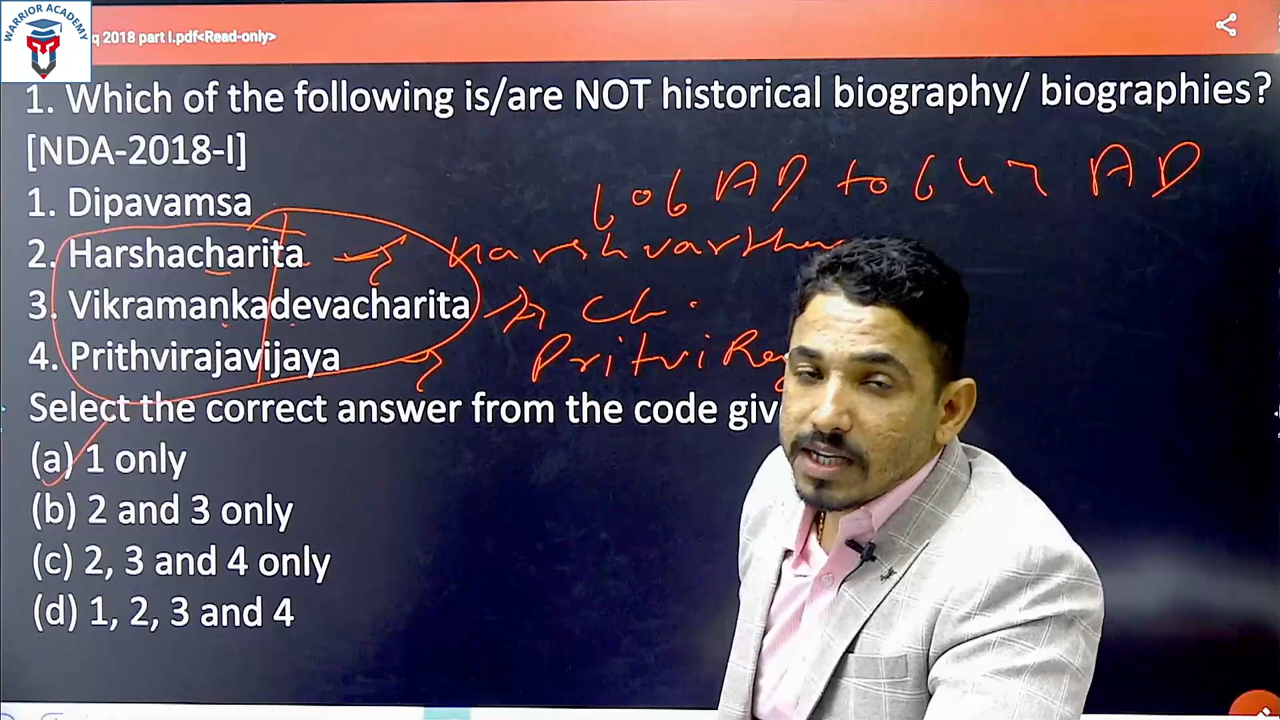 WARRIOR ACADEMY
q 2018 part I.pdf<Read-only>
1. Which of the following is/are NOT historical biography/ biographies?
[NDA-2018-I]
606 AD to 647 AD
1. Dipavamsa
2. Harshacharita
3. Vikramankadevacharita
Ch.
4. Prithvirajavijaya
Select the correct answer from the code
(a) 1 only
(b) 2 and 3 only
(c) 2, 3 and 4 only
(d) 1, 2, 3 and 4